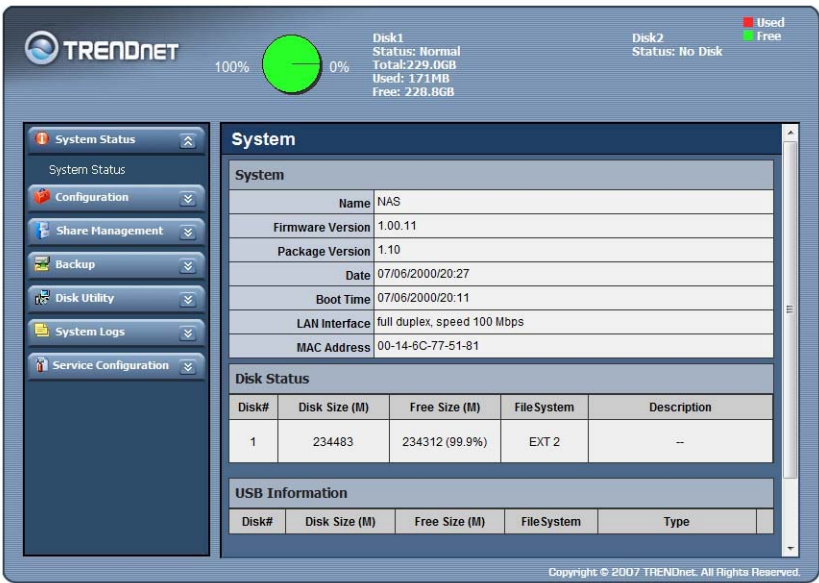 TRENDnet
100%
0%
Disk1
Status: Normal
Total:229.0GB
Used: 171MB
Free: 228.8GB
Disk2
Status: No Disk
Used
Free
System Status
System Status
Configuration
Share Management
Backup
Disk Utility
System Logs
Service Configuration
System
System
Name NAS
Firmware Version 1.00.11
Package Version 1.10
Date 07/06/2000/20:27
Boot Time 07/06/2000/20:11
LAN Interface full duplex, speed 100 Mbps
MAC Address 00-14-6C-77-51-81
Disk Status
Disk# Disk Size (M) Free Size (M) FileSystem Description
1 234483 234312 (99.9%) EXT 2 --
USB Information
Disk# Disk Size (M) Free Size (M) FileSystem Type
Copyright © 2007 TRENDnet. All Rights Reserved.